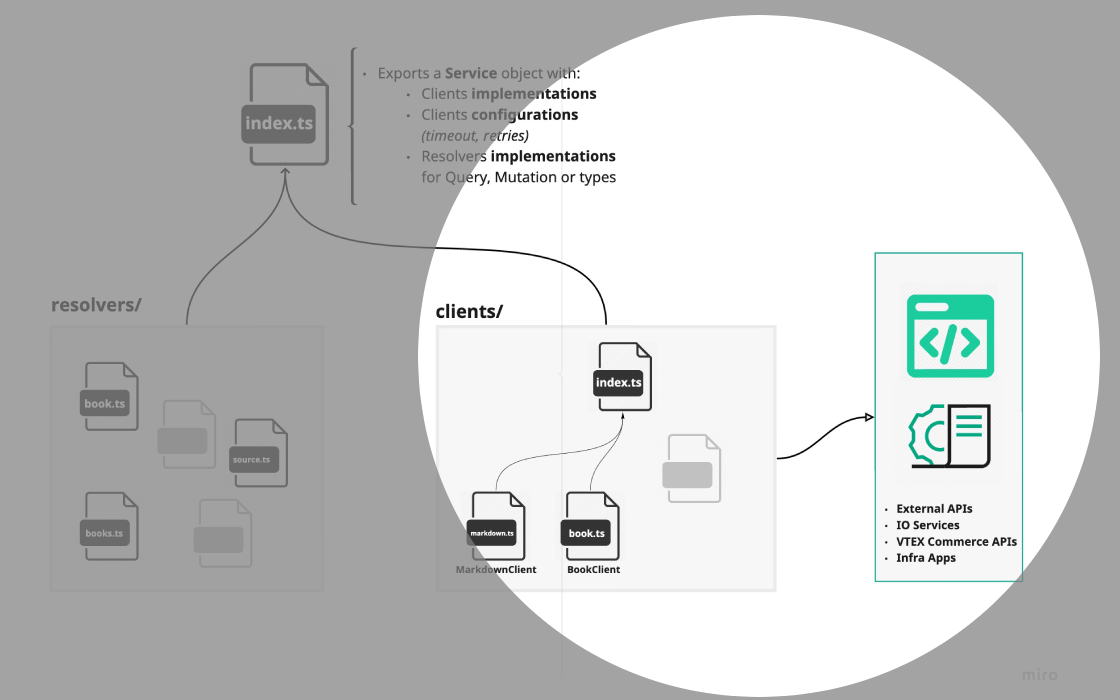 index.ts
• Exports a Service object with:
• Clients implementations
• Clients configurations
(timeout, retries)
• Resolvers implementations
for Query, Mutation or types
resolvers/
book.ts
source.ts
books.ts
clients/
index.ts
markdown.ts
book.ts
MarkdownClient
BookClient
</>
• External APIs
• IO Services
• VTEX Commerce APIs
• Infra Apps
miro